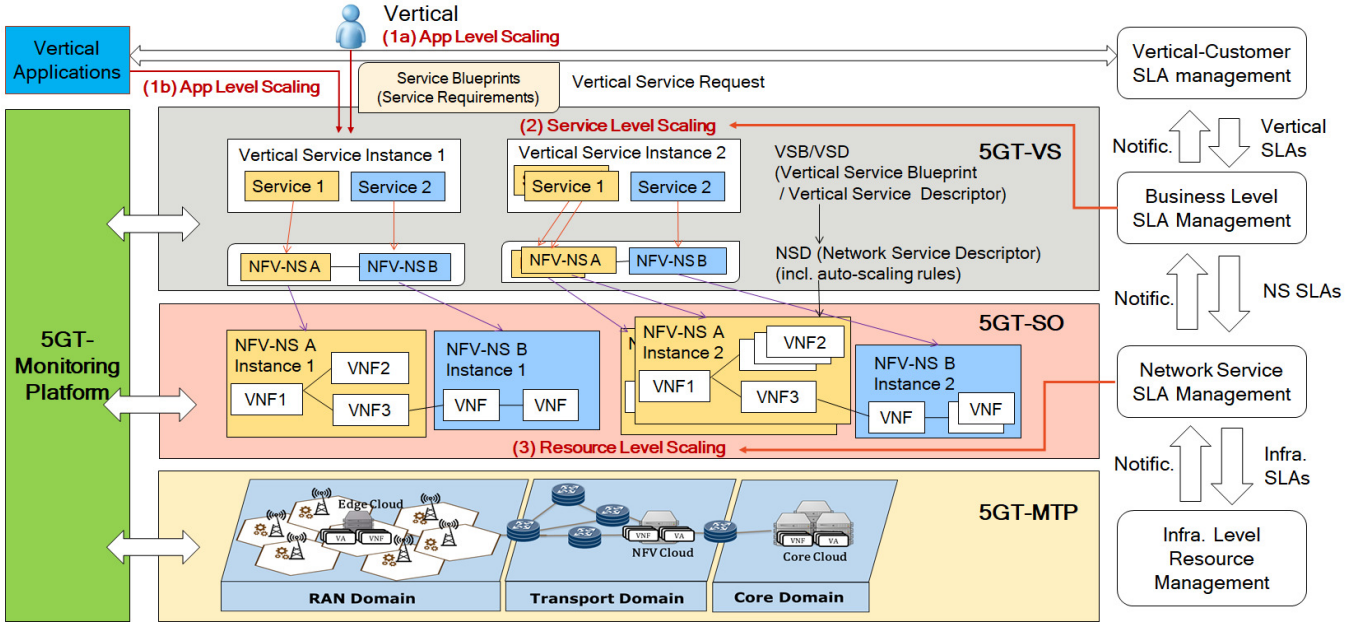 Vertical
(1a) App Level Scaling
Vertical
Applications
(1b) App Level Scaling
Service Blueprints
(Service Requirements)
Vertical Service Request
Vertical-Customer
SLA management
Notific.
Vertical
SLAs
Business Level
SLA Management
Notific.
NS SLAs
Network Service
SLA Management
Notific.
Infra.
SLAs
Infra. Level
Resource
Management
5GT-
Monitoring
Platform
(2) Service Level Scaling
5GT-VS
Vertical Service Instance 1
Service 1
Service 2
Vertical Service Instance 2
Service 1
Service 2
VSB/VSD
(Vertical Service Blueprint
/ Vertical Service Descriptor)
NFV-NS A
NFV-NS B
NFV-NS A
NFV-NS B
NSD (Network Service Descriptor)
(incl. auto-scaling rules)
5GT-SO
NFV-NS A
Instance 1
VNF1
VNF2
VNF3
NFV-NS B
Instance 1
VNF
VNF
NFV-NS A
Instance 2
VNF1
VNF2
VNF3
NFV-NS B
Instance 2
VNF
VNF
(3) Resource Level Scaling
5GT-MTP
Edge Cloud
VA
VNF
VNF
VA
NFV Cloud
VNF
VA
Core Cloud
RAN Domain
Transport Domain
Core Domain